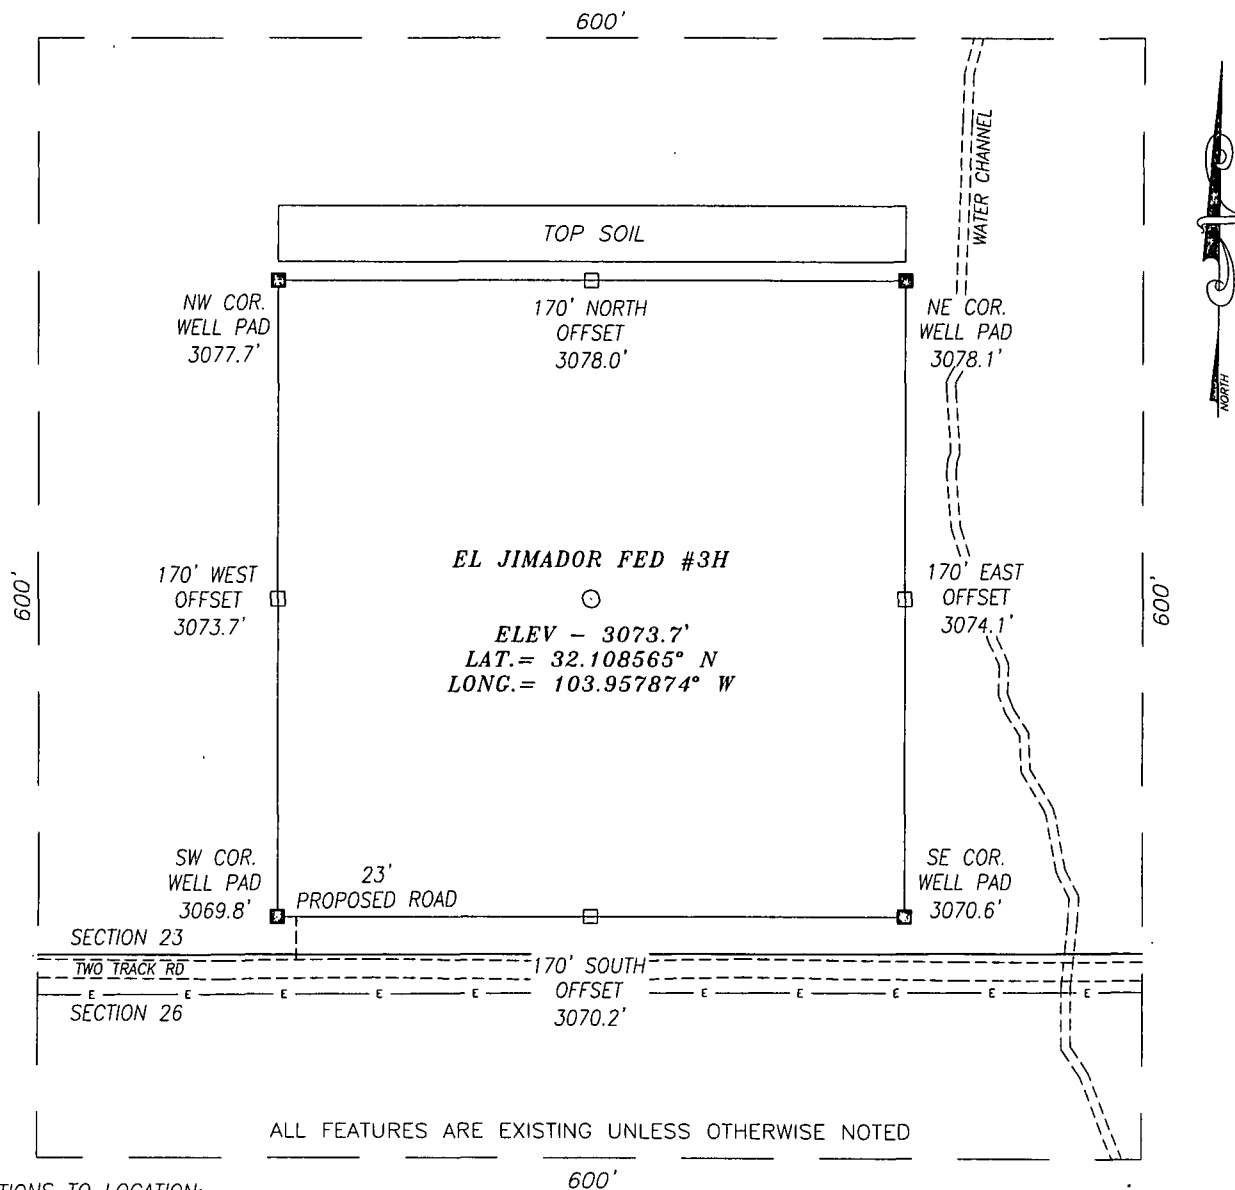 600'
WATER CHANNEL
TOP SOIL
NW COR.
WELL PAD
3077.7'
170' NORTH
OFFSET
3078.0'
NE COR.
WELL PAD
3078.1'
NORTH
EL JIMADOR FED #3H
170' WEST
OFFSET
3073.7'
170' EAST
OFFSET
3074.1'
600'
600'
ELEV - 3073.7'
LAT.= 32.108565° N
LONG.= 103.957874° W
SW COR.
WELL PAD
3069.8'
23'
PROPOSED ROAD
SE COR.
WELL PAD
3070.6'
SECTION 23
TWO TRACK RD
170' SOUTH
OFFSET
3070.2'
E E E E E E E E E E
SECTION 26
ALL FEATURES ARE EXISTING UNLESS OTHERWISE NOTED
600'
TO LOCATION: